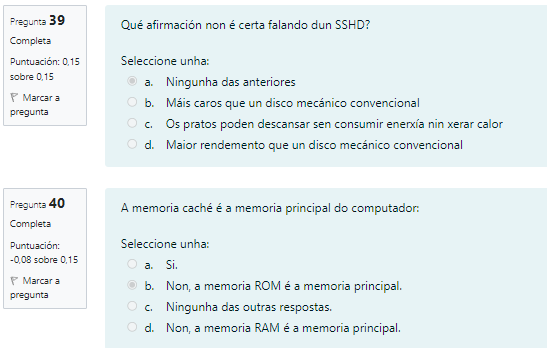 Pregunta 39
Completa
Puntuación: 0,15
sobre 0,15
Marcar a
pregunta
Qué afirmación non é certa falando dun SSHD?
Seleccione unha:
a. Ningunha das anteriores
b. Máis caros que un disco mecánico convencional
c. Os pratos poden descansar sen consumir enerxía nin xerar calor
d. Maior rendemento que un disco mecánico convencional
Pregunta 40
Completa
Puntuación:
-0,08 sobre 0,15
Marcar a
pregunta
A memoria caché é a memoria principal do computador:
Seleccione unha:
a. Si.
b. Non, a memoria ROM é a memoria principal.
c. Ningunha das outras respostas.
d. Non, a memoria RAM é a memoria principal.